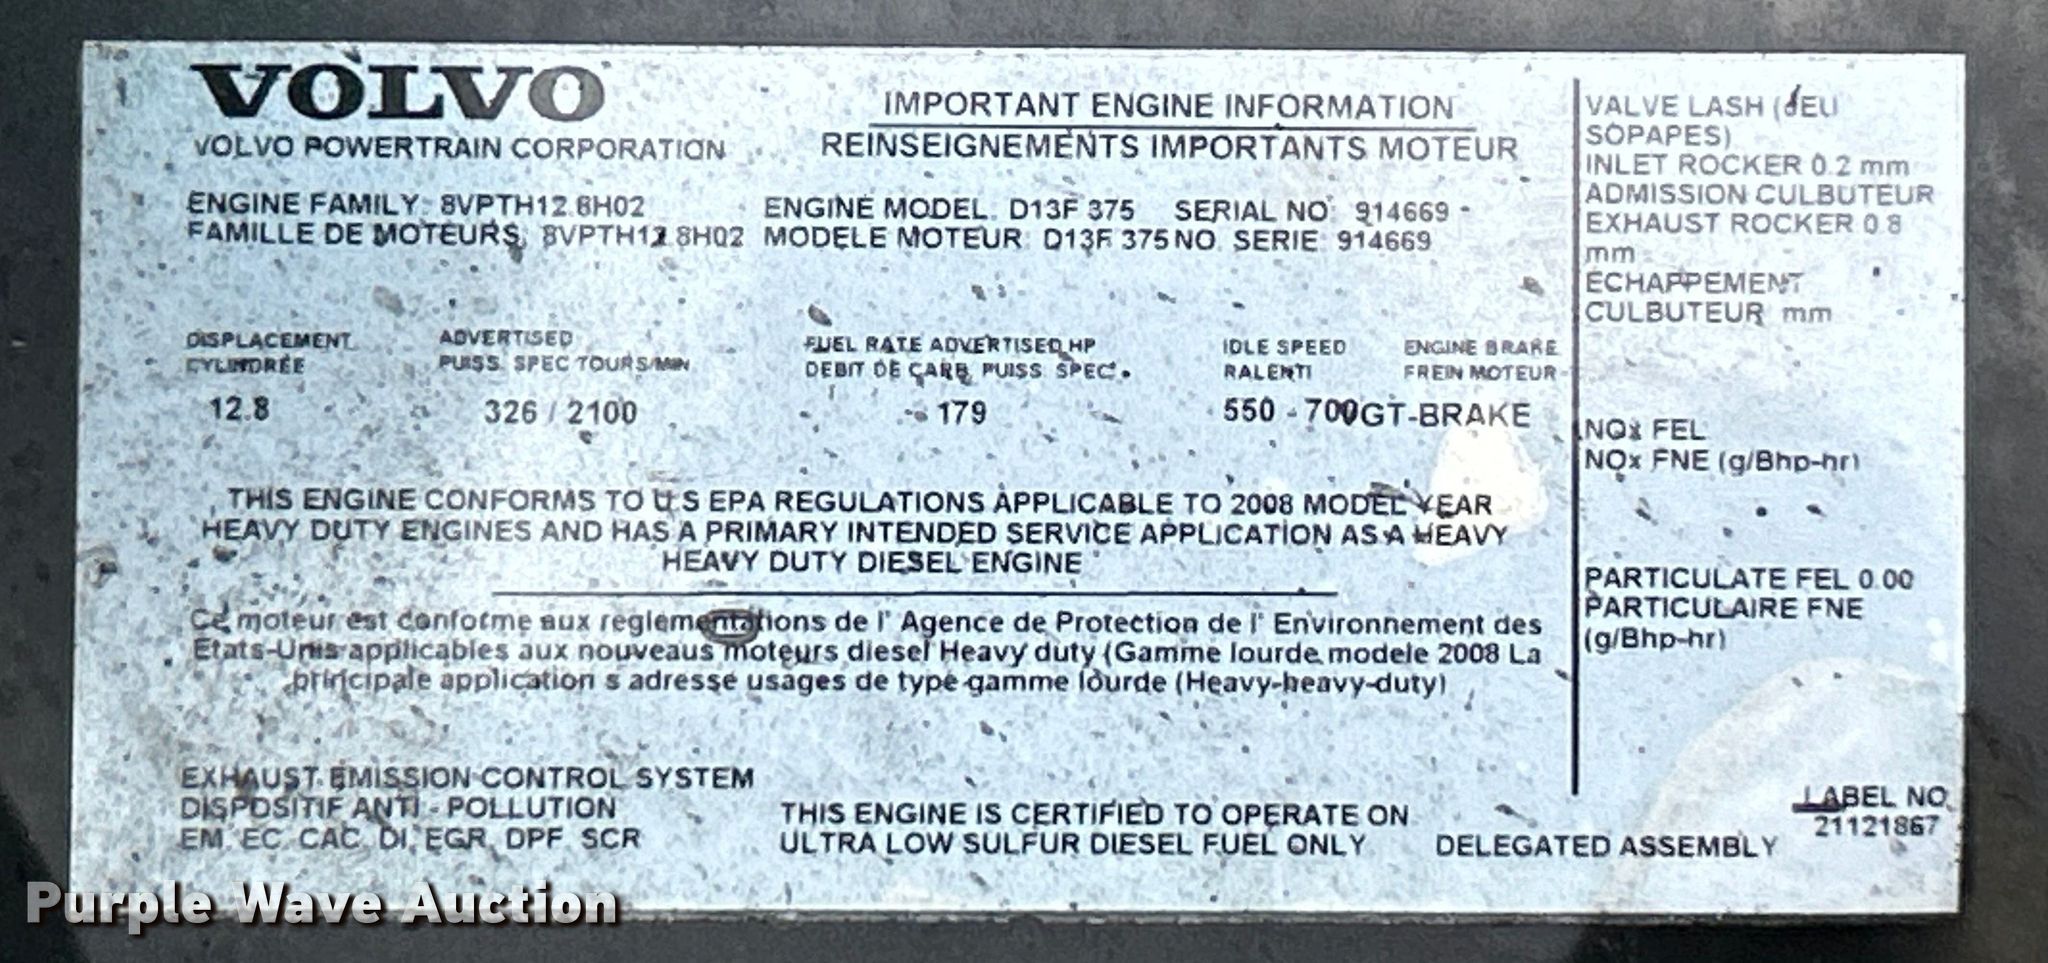 VOLVO
VOLVO POWERTRAIN CORPORATION
IMPORTANT ENGINE INFORMATION
REINSEIGNEMENTS IMPORTANTS MOTEUR
ENGINE FAMILY: 8VPTH12.8H02
FAMILLE DE MOTEURS: 8VPTH12.8H02
ENGINE MODEL: D13F 375 SERIAL NO: 914669
MODELE MOTEUR: D13F 375 NO. SERIE: 914669
DISPLACEMENT
CYLINDRÉE
12.8
ADVERTISED
PUISS. SPEC TOURS/MIN
326 / 2100
FUEL RATE ADVERTISED HP
DEBIT DE CARB. PUISS. SPEC.
179
IDLE SPEED
RALENTI
550 - 700
ENGINE BRAKE
FREIN MOTEUR
VGT-BRAKE
THIS ENGINE CONFORMS TO U.S EPA REGULATIONS APPLICABLE TO 2008 MODEL YEAR
HEAVY DUTY ENGINES AND HAS A PRIMARY INTENDED SERVICE APPLICATION AS A HEAVY
HEAVY DUTY DIESEL ENGINE
Ce moteur est conforme aux reglementations de l' Agence de Protection de l' Environnement des
Etats-Unis applicables aux nouveaus moteurs diesel Heavy duty (Gamme lourde modele 2008 La
principale application s adresse usages de type gamme lourde (Heavy-heavy-duty)
EXHAUST EMISSION CONTROL SYSTEM
DISPOSITIF ANTI - POLLUTION
EM, EC, CAC, DI, EGR, DPF, SCR
THIS ENGINE IS CERTIFIED TO OPERATE ON
ULTRA LOW SULFUR DIESEL FUEL ONLY
DELEGATED ASSEMBLY
VALVE LASH (JEU
SOPAPES)
INLET ROCKER 0.2 mm
ADMISSION CULBUTEUR
EXHAUST ROCKER 0.8
mm
ECHAPPEMENT
CULBUTEUR mm
NOx FEL
NOx FNE (g/Bhp-hr)
PARTICULATE FEL 0.00
PARTICULAIRE FNE
(g/Bhp-hr)
LABEL NO.
21121867
Purple Wave Auction